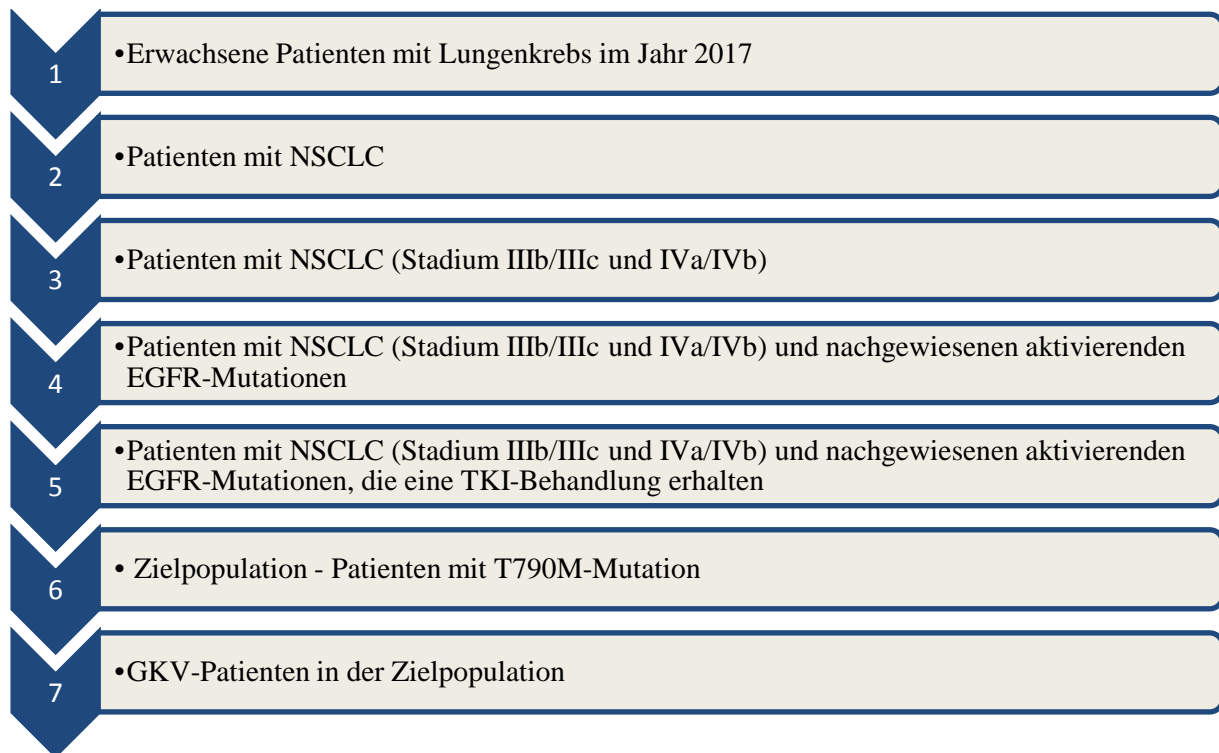 1
•Erwachsene Patienten mit Lungenkrebs im Jahr 2017
2
•Patienten mit NSCLC
3
•Patienten mit NSCLC (Stadium IIIb/IIIc und IVa/IVb)
4
•Patienten mit NSCLC (Stadium IIIb/IIIc und IVa/IVb) und nachgewiesenen aktivierenden
EGFR-Mutationen
5
•Patienten mit NSCLC (Stadium IIIb/IIIc und IVa/IVb) und nachgewiesenen aktivierenden
EGFR-Mutationen, die eine TKI-Behandlung erhalten
6
• Zielpopulation - Patienten mit T790M-Mutation
7
•GKV-Patienten in der Zielpopulation